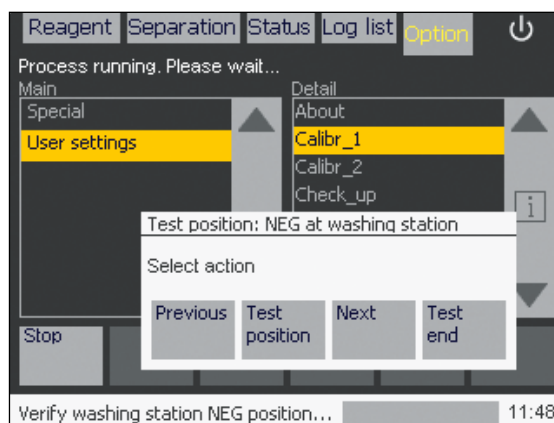 Reagent Separation Status Log list Option
Process running. Please wait...
Main Detail
Special About
User settings Calibr_1
Calibr_2
Check_up
i
Test position: NEG at washing station
Select action
Previous Test position Next Test end
Stop
Verify washing station NEG position... 11:48